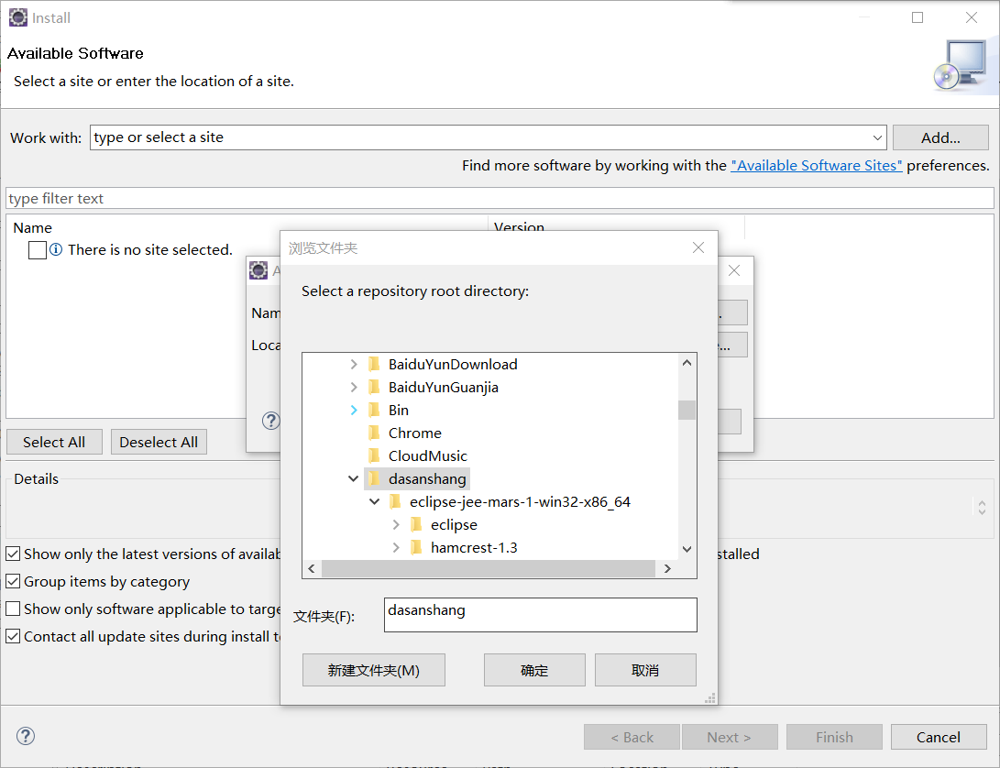 Install
Available Software
Select a site or enter the location of a site.
Work with: type or select a site Add...
Find more software by working with the "Available Software Sites" preferences.
type filter text
Name Version
There is no site selected.
浏览文件夹
Select a repository root directory:
BaiduYunDownload
BaiduYunGuanjia
Bin
Chrome
CloudMusic
dasanshang
eclipse-jee-mars-1-win32-x86_64
eclipse
hamcrest-1.3
文件夹(F): dasanshang
新建文件夹(M) 确定 取消
Select All Deselect All
Details
Show only the latest versions of
Group items by category
Show only software applicable to
Contact all update sites during install
< Back Next > Finish Cancel